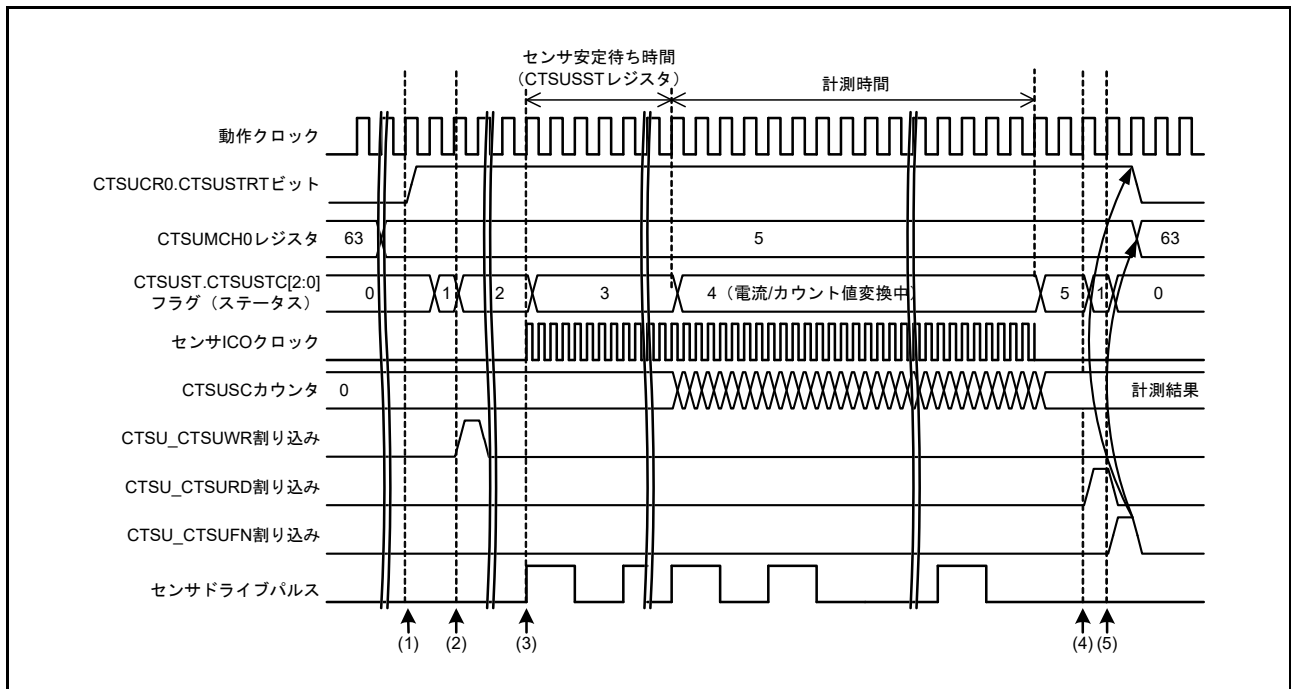 センサ安定待ち時間
(CTSUSSTレジスタ)
計測時間
動作クロック
CTSUCR0.CTSUSTRTビット
CTSUMCH0レジスタ
63
5
63
CTSUST.CTSUSTC[2:0]
フラグ（ステータス）
0
1
2
3
4（電流/カウント値変換中）
5
1
0
センサICOクロック
CTSUSCカウンタ
0
計測結果
CTSU_CTSUWR割り込み
CTSU_CTSURD割り込み
CTSU_CTSUFN割り込み
センサドライブパルス
(1)
(2)
(3)
(4)
(5)